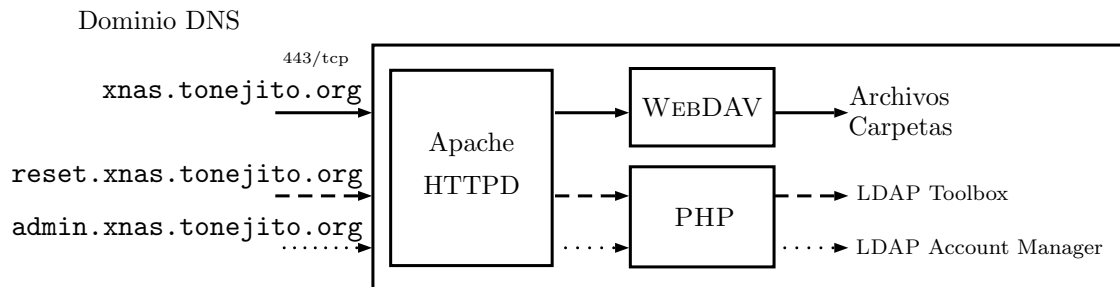 Dominio DNS
443/tcp
xnas.tonejito.org
reset.xnas.tonejito.org
admin.xnas.tonejito.org
Apache
HTTPD
WEBDAV
PHP
Archivos
Carpetas
LDAP Toolbox
LDAP Account Manager